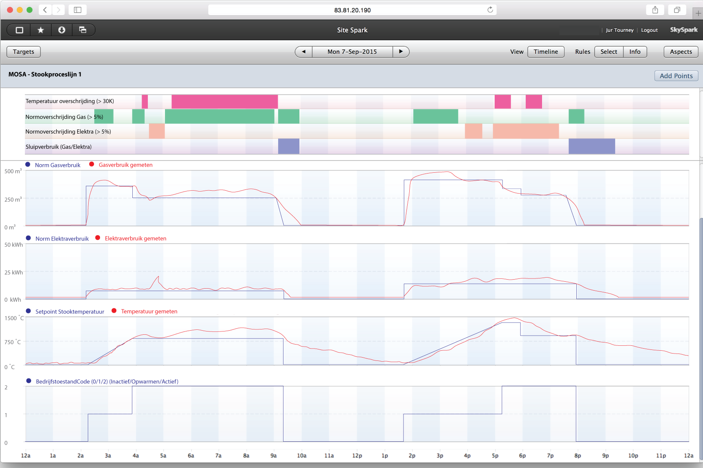 83.81.20.190
Site Spark
Jur Tourney | Logout SkySpark
Targets
Mon 7-Sep-2015
View Timeline Rules Select Info Aspects
MOSA - Stookproceslijn 1
Add Points
Temperatuur overschrijding (> 30K)
Normoverschrijding Gas (> 5%)
Normoverschrijding Elektra (> 5%)
Sluipverbruik (Gas/Elektra)
Norm Gasverbuik Gasverbruik gemeten
500 m³
250 m³
0 m³
Norm Elektraverbruik Elektraverbruik gemeten
50 kWh
25 kWh
0 kWh
Setpoint Stooktemperatuur Temperatuur gemeten
1500 °C
750 °C
0 °C
BedrijfstoestandCode (0/1/2) (Inactief/Opwarmen/Actief)
2
1
0
12a 1a 2a 3a 4a 5a 6a 7a 8a 9a 10a 11a 12p 1p 2p 3p 4p 5p 6p 7p 8p 9p 10p 11p 12a